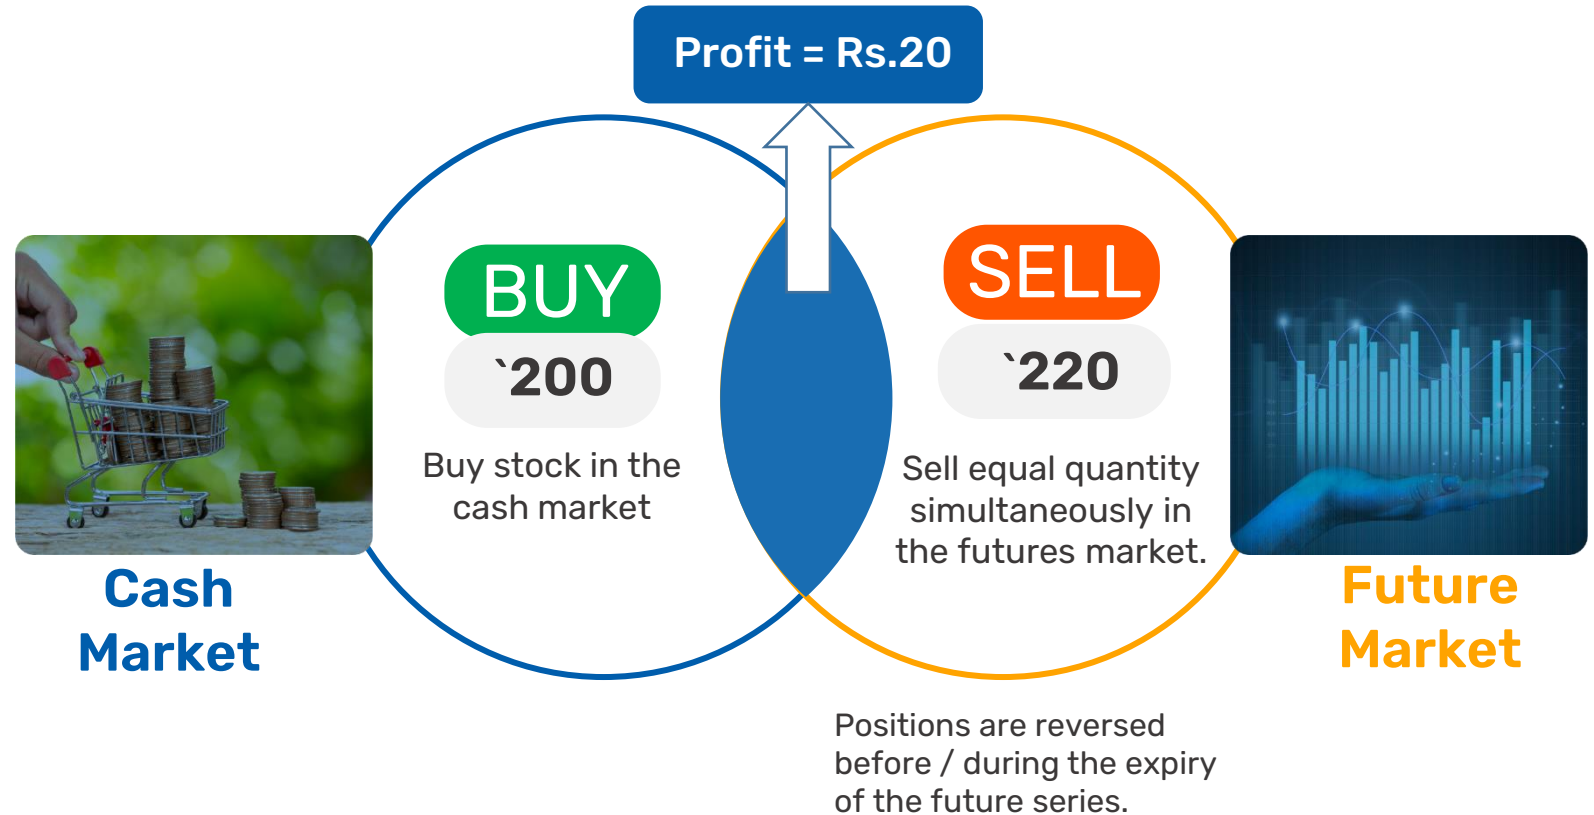 Profit = Rs.20
BUY
`200
Buy stock in the
cash market
SELL
`220
Sell equal quantity
simultaneously in
the futures market.
Cash
Market
Future
Market
Positions are reversed
before / during the expiry
of the future series.